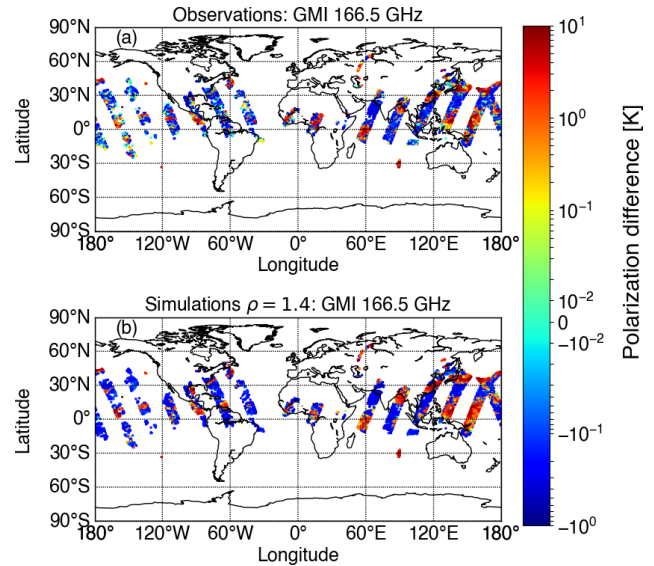 Observations: GMI 166.5 GHz
(a)
90°N
60°N
30°N
0°
30°S
60°S
90°S
Latitude
180° 120°W 60°W 0° 60°E 120°E 180°
Longitude
Simulations ρ = 1.4: GMI 166.5 GHz
(b)
90°N
60°N
30°N
0°
30°S
60°S
90°S
Latitude
180° 120°W 60°W 0° 60°E 120°E 180°
Longitude
10¹
10⁰
10⁻¹
10⁻²
0
−10⁻²
−10⁻¹
−10⁰
Polarization difference [K]